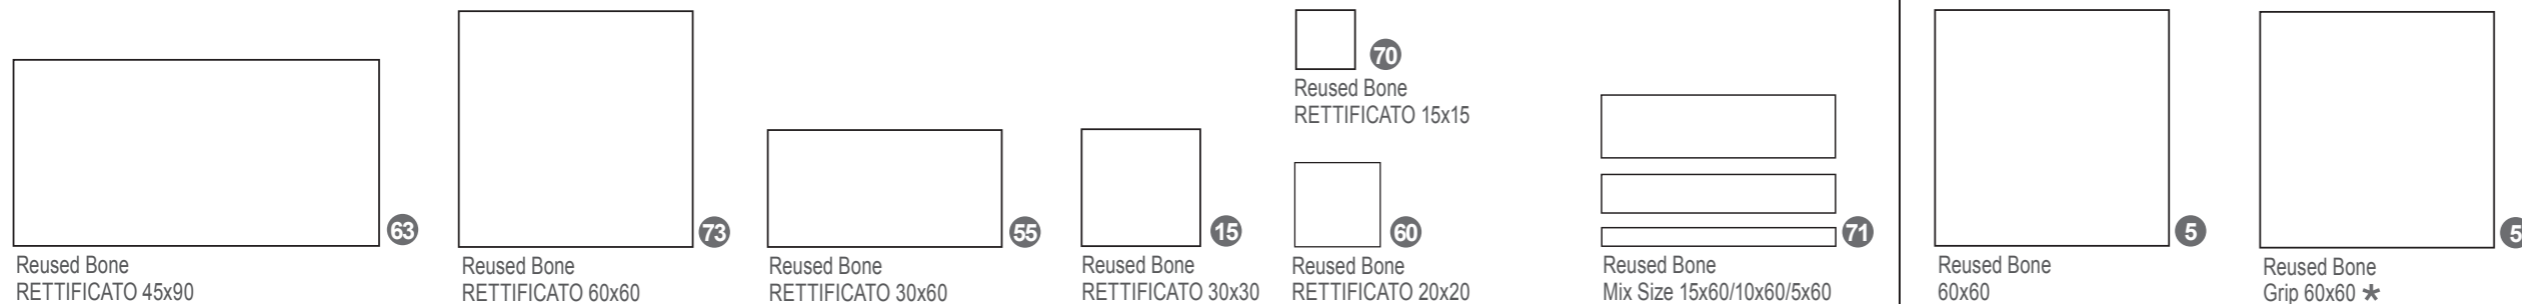 63
Reused Bone
RETTIFICATO 45x90
73
Reused Bone
RETTIFICATO 60x60
55
Reused Bone
RETTIFICATO 30x60
15
Reused Bone
RETTIFICATO 30x30
70
Reused Bone
RETTIFICATO 15x15
60
Reused Bone
RETTIFICATO 20x20
71
Reused Bone
Mix Size 15x60/10x60/5x60
5
Reused Bone
60x60
5
Reused Bone
Grip 60x60 *